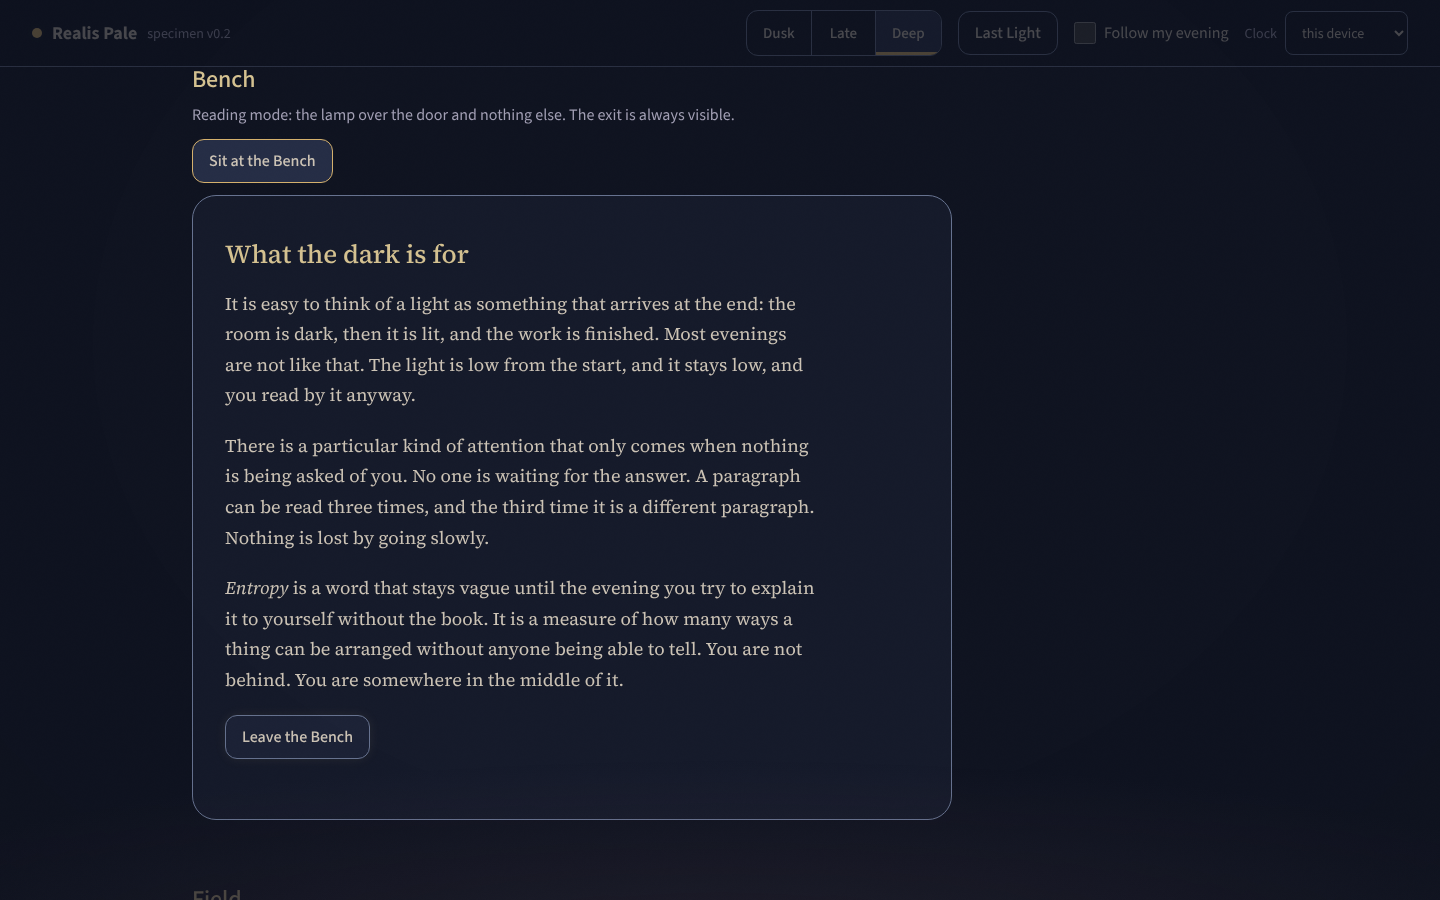 Realis Pale specimen v0.2
Dusk Late Deep Last Light Follow my evening Clock this device
Bench
Reading mode: the lamp over the door and nothing else. The exit is always visible.
Sit at the Bench
What the dark is for
It is easy to think of a light as something that arrives at the end: the
room is dark, then it is lit, and the work is finished. Most evenings
are not like that. The light is low from the start, and it stays low, and
you read by it anyway.
There is a particular kind of attention that only comes when nothing
is being asked of you. No one is waiting for the answer. A paragraph
can be read three times, and the third time it is a different paragraph.
Nothing is lost by going slowly.
Entropy is a word that stays vague until the evening you try to explain
it to yourself without the book. It is a measure of how many ways a
thing can be arranged without anyone being able to tell. You are not
behind. You are somewhere in the middle of it.
Leave the Bench
Field